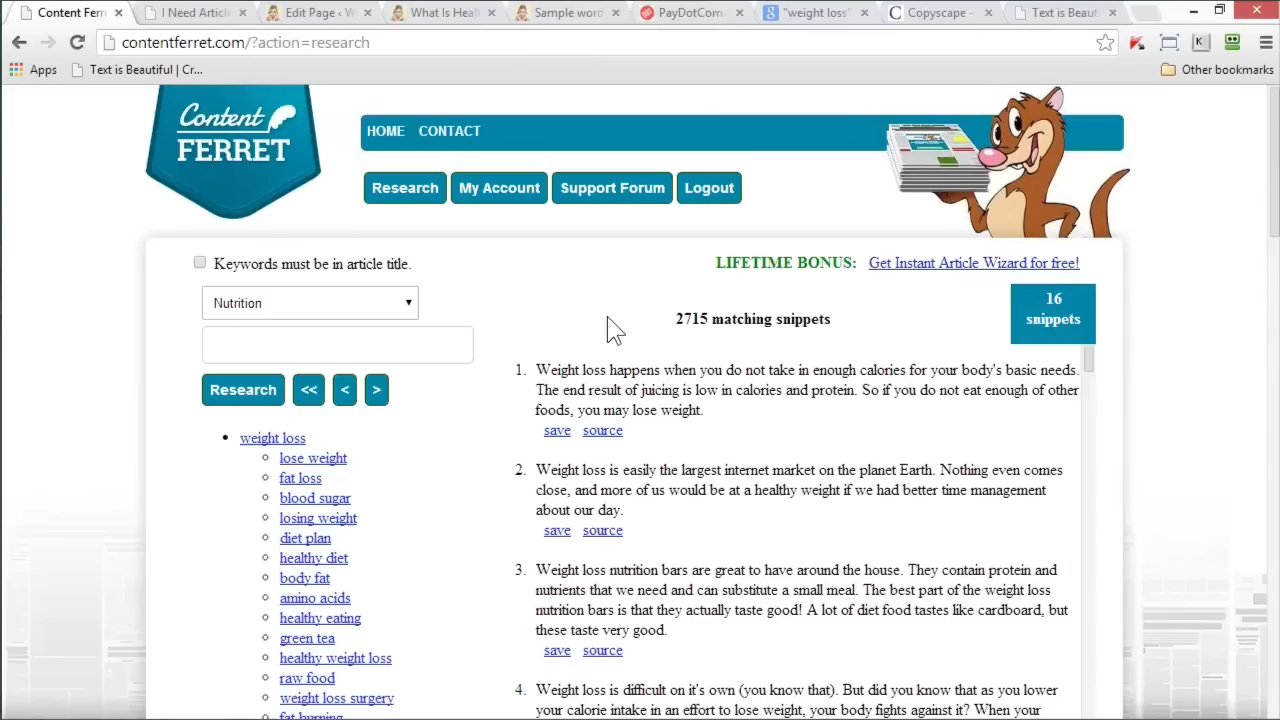 Content Ferr
I Need Articl
Edit Page ‹ W
What Is Heal
Sample word
PayDotCom
"weight loss"
Copyscape -
Text is Beaut
contentferret.com/?action=research
Apps
Text is Beautiful | Cr...
Other bookmarks
Content
FERRET
HOME CONTACT
Research My Account Support Forum Logout
Keywords must be in article title.
LIFETIME BONUS: Get Instant Article Wizard for free!
Nutrition
2715 matching snippets
16
snippets
Research << < >
1. Weight loss happens when you do not take in enough calories for your body's basic needs.
The end result of juicing is low in calories and protein. So if you do not eat enough of other
foods, you may lose weight.
save source
2. Weight loss is easily the largest internet market on the planet Earth. Nothing even comes
close, and more of us would be at a healthy weight if we had better time management
about our day.
save source
3. Weight loss nutrition bars are great to have around the house. They contain protein and
nutrients that we need and can substitute a small meal. The best part of the weight loss
nutrition bars is that they actually taste good! A lot of diet food tastes like cardboard, but
these taste very good.
save source
4. Weight loss is difficult on it's own (you know that). But did you know that as you lower
your calorie intake in an effort to lose weight, your body fights against it? When your
weight loss
lose weight
fat loss
blood sugar
losing weight
diet plan
healthy diet
body fat
amino acids
healthy eating
green tea
healthy weight loss
raw food
weight loss surgery
fat burning